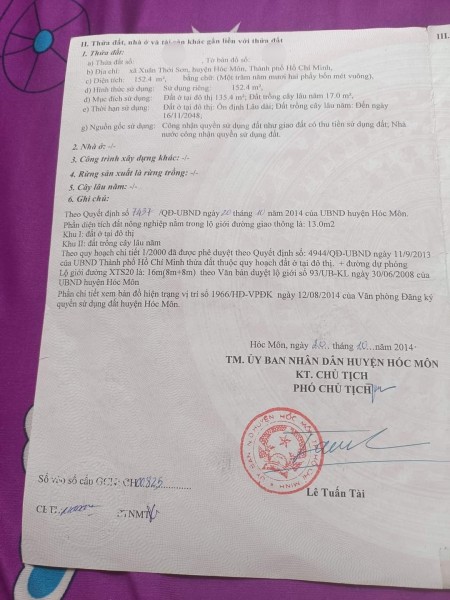 III.
II. Thửa đất, nhà ở và tài sản khác gắn liền với thửa đất
1. Thửa đất:
a) Thửa đất số: , Tờ bản đồ số:
b) Địa chỉ: xã Xuân Thới Sơn, huyện Hóc Môn, Thành phố Hồ Chí Minh,
c) Diện tích: 152.4 m², bằng chữ: (Một trăm năm mươi hai phẩy bốn mét vuông),
d) Hình thức sử dụng: Sử dụng riêng: 152.4 m²,
đ) Mục đích sử dụng: Đất ở tại đô thị 135.4 m²; Đất trồng cây lâu năm 17.0 m²,
e) Thời hạn sử dụng: Đất ở tại đô thị: Ổn định Lâu dài; Đất trồng cây lâu năm: Đến ngày
16/11/2048;
g) Nguồn gốc sử dụng: Công nhận quyền sử dụng đất như giao đất có thu tiền sử dụng đất; Nhà
nước công nhận quyền sử dụng đất.
2. Nhà ở: -/-
3. Công trình xây dựng khác: -/-
4. Rừng sản xuất là rừng trồng: -/-
5. Cây lâu năm: -/-
6. Ghi chú:
Theo Quyết định số 7437 /QĐ-UBND ngày 20 tháng 10 năm 2014 của UBND huyện Hóc Môn.
Phần diện tích đất nông nghiệp nằm trong lộ giới đường giao thông là: 13.0m2
Khu I: đất ở tại đô thị
Khu II: đất trồng cây lâu năm
Theo quy hoạch chi tiết 1/2000 đã được phê duyệt theo Quyết định số: 4944/QĐ-UBND ngày 11/9/2013
của UBND Thành phố Hồ Chí Minh thửa đất thuộc quy hoạch đất ở tại đô thị. + đường dự phóng
Lộ giới đường XTS20 là: 16m(8m+8m) theo Văn bản duyệt lộ giới số 93/UB-KL ngày 30/06/2008 của
UBND huyện Hóc Môn
Phần chi tiết xem bản đồ hiện trạng vị trí số 1966/HĐ-VPĐK ngày 12/08/2014 của Văn phòng Đăng ký
quyền sử dụng đất huyện Hóc Môn.
Hóc Môn, ngày 20 tháng 10 năm 2014
TM. ỦY BAN NHÂN DÂN HUYỆN HÓC MÔN
KT. CHỦ TỊCH
PHÓ CHỦ TỊCH
Lê Tuấn Tài
Số vào sổ cấp GCN: CH00825